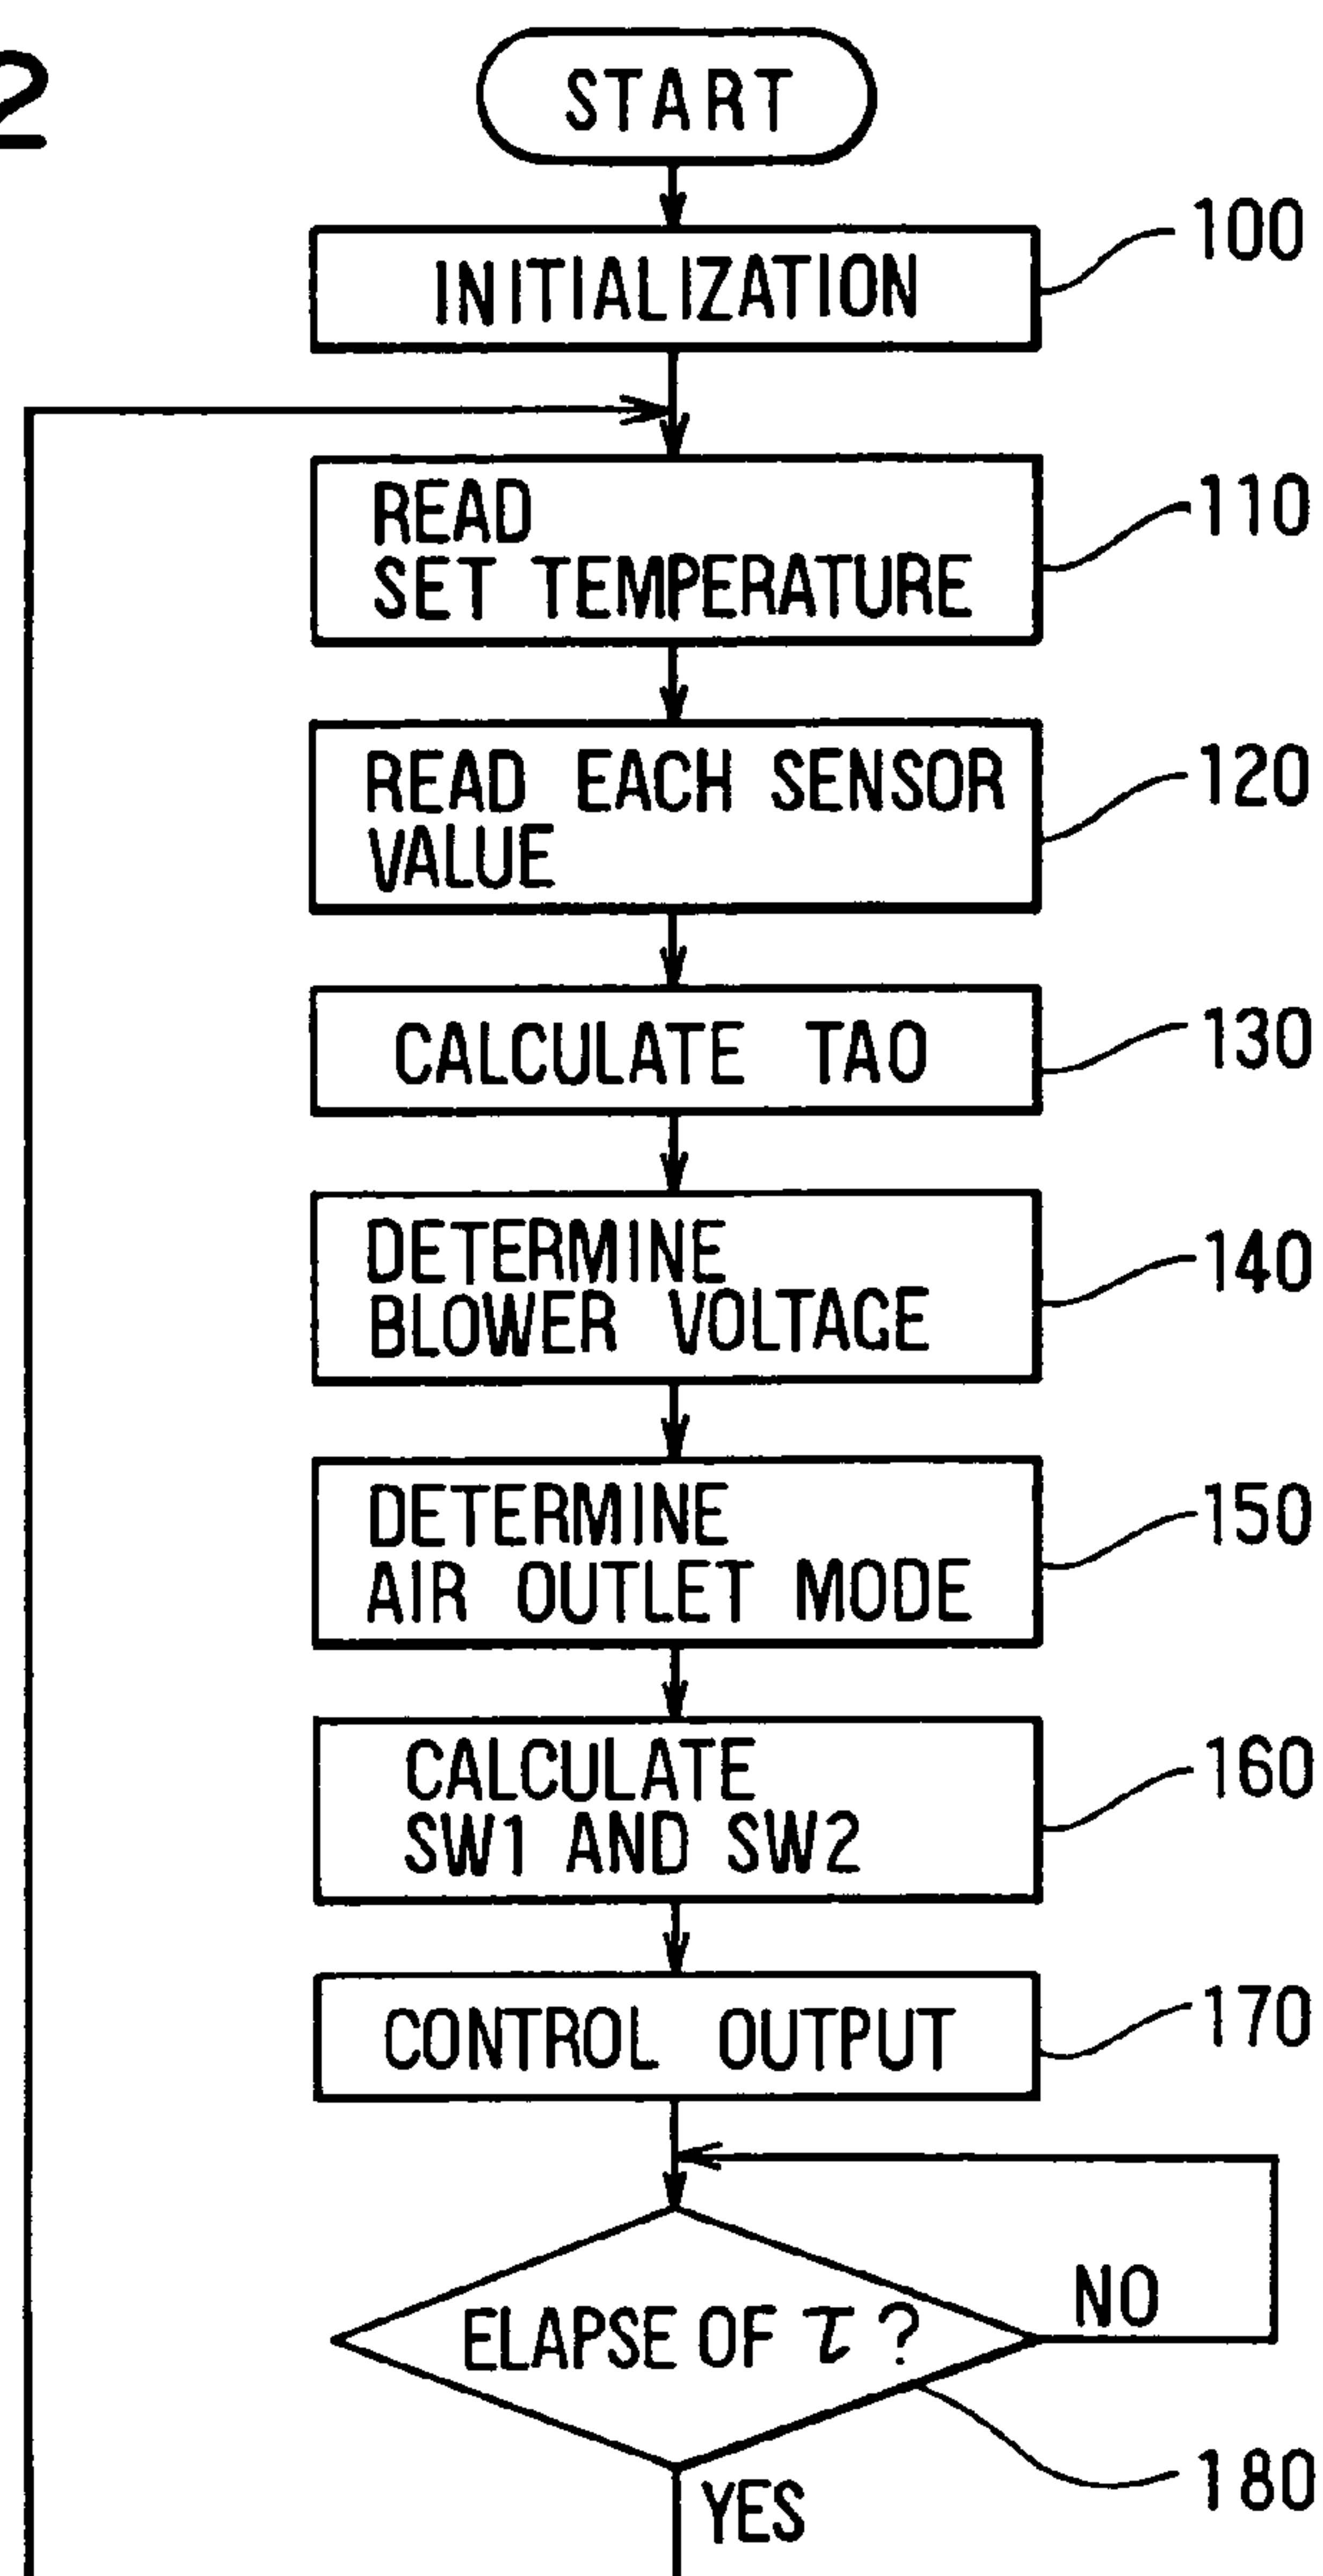 2
START
100
INITIALIZATION
110
READ
SET TEMPERATURE
120
READ EACH SENSOR
VALUE
130
CALCULATE TAO
140
DETERMINE
BLOWER VOLTAGE
150
DETERMINE
AIR OUTLET MODE
160
CALCULATE
SW1 AND SW2
170
CONTROL OUTPUT
NO
ELAPSE OF τ ?
180
YES